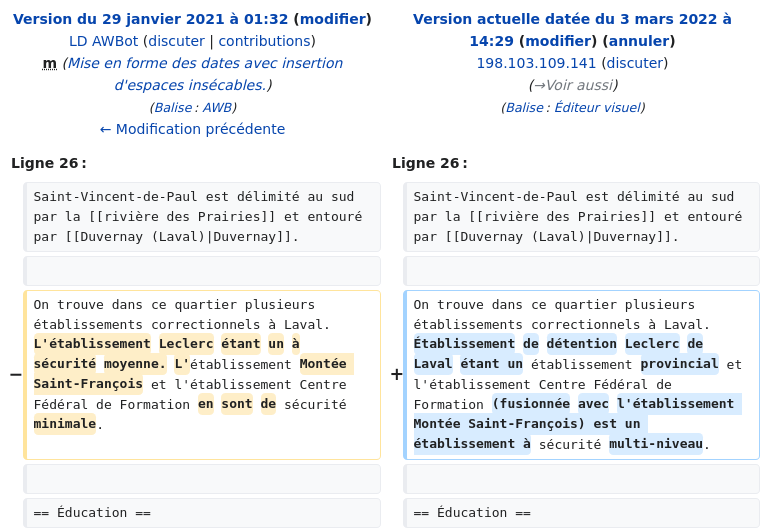 Version du 29 janvier 2021 à 01:32 (modifier)
LD AWBot (discuter | contributions)
m (Mise en forme des dates avec insertion
d'espaces insécables.)
(Balise : AWB)
← Modification précédente
Version actuelle datée du 3 mars 2022 à
14:29 (modifier) (annuler)
198.103.109.141 (discuter)
(→Voir aussi)
(Balise : Éditeur visuel)
Ligne 26 :
Saint-Vincent-de-Paul est délimité au sud
par la [[rivière des Prairies]] et entouré
par [[Duvernay (Laval)|Duvernay]].
On trouve dans ce quartier plusieurs
établissements correctionnels à Laval.
− L'établissement Leclerc étant un à
sécurité moyenne. L'établissement Montée
Saint-François et l'établissement Centre
Fédéral de Formation en sont de sécurité
minimale.
== Éducation ==
Ligne 26 :
Saint-Vincent-de-Paul est délimité au sud
par la [[rivière des Prairies]] et entouré
par [[Duvernay (Laval)|Duvernay]].
On trouve dans ce quartier plusieurs
établissements correctionnels à Laval.
+ Établissement de détention Leclerc de
Laval étant un établissement provincial et
l'établissement Centre Fédéral de
Formation (fusionnée avec l'établissement
Montée Saint-François) est un
établissement à sécurité multi-niveau.
== Éducation ==